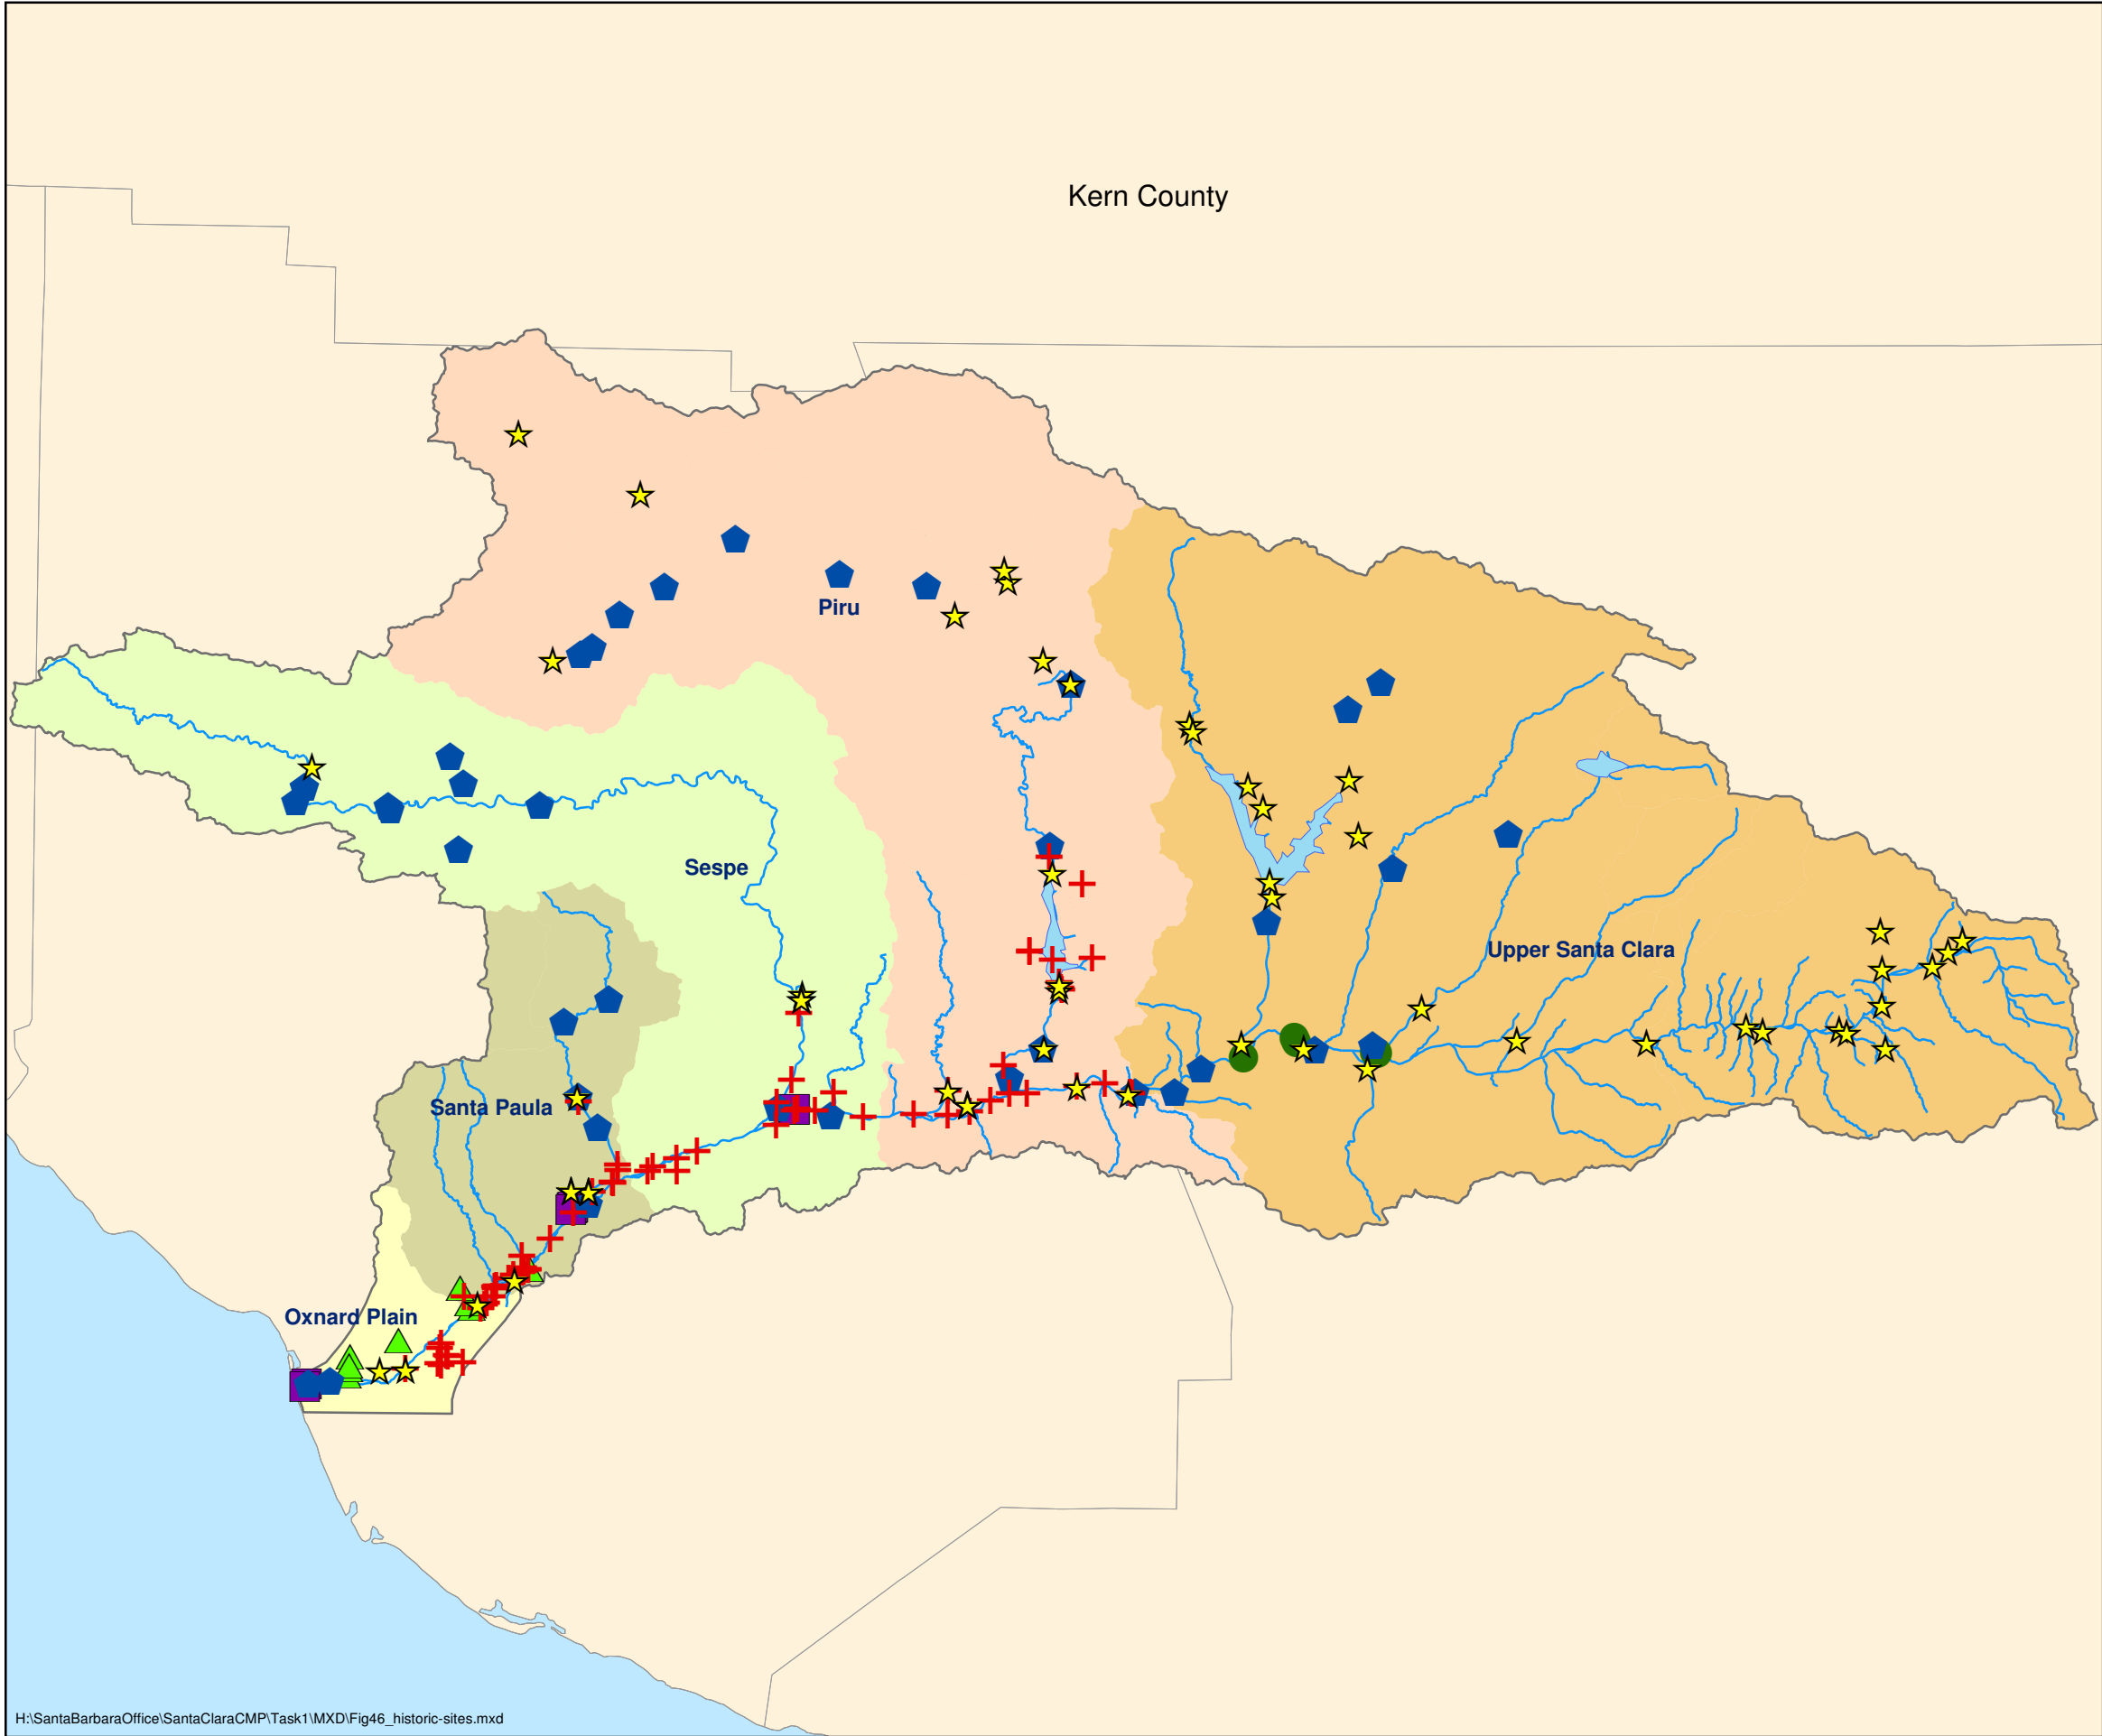 Kern County
Piru
Sespe
Upper Santa Clara
Santa Paula
Oxnard Plain
H:\SantaBarbaraOffice\SantaClaraCMP\Task1\MXD\Fig46_historic-sites.mxd